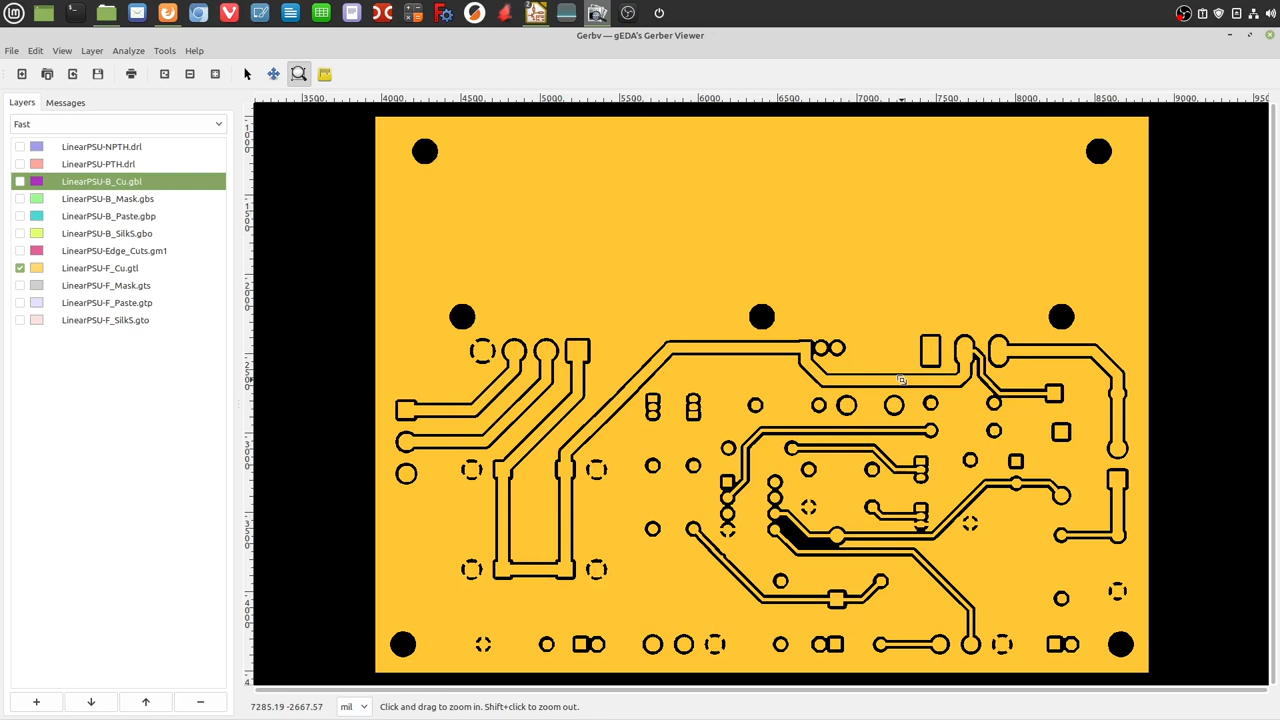 Gerbv — gEDA's Gerber Viewer
File Edit View Layer Analyze Tools Help
Layers Messages
Fast
LinearPSU-NPTH.drl
LinearPSU-PTH.drl
LinearPSU-B_Cu.gbl
LinearPSU-B_Mask.gbs
LinearPSU-B_Paste.gbp
LinearPSU-B_SilkS.gbo
LinearPSU-Edge_Cuts.gm1
LinearPSU-F_Cu.gtl
LinearPSU-F_Mask.gts
LinearPSU-F_Paste.gtp
LinearPSU-F_SilkS.gto
3500. 4000. 4500. 5000. 5500. 6000. 6500. 7000. 7500. 8000. 8500. 9000.
7285.19 -2667.57 mil Click and drag to zoom in. Shift+click to zoom out.